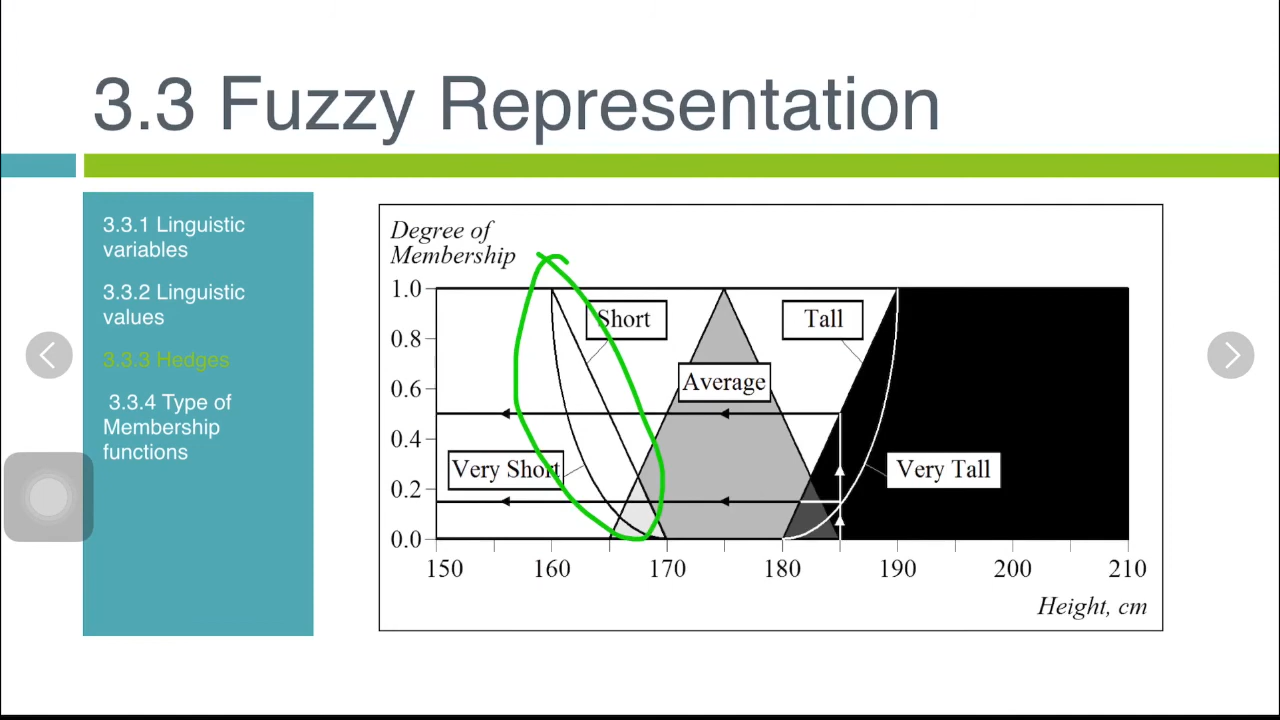 3.3 Fuzzy Representation
3.3.1 Linguistic
variables
3.3.2 Linguistic
values
3.3.3 Hedges
3.3.4 Type of
Membership
functions
Degree of
Membership
1.0
0.8
0.6
0.4
0.2
0.0
Short
Tall
Average
Very Short
Very Tall
150 160 170 180 190 200 210
Height, cm